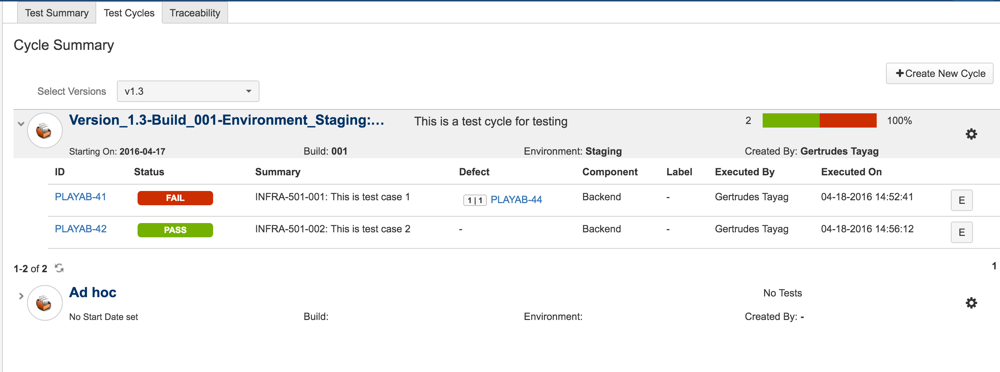 Test Summary Test Cycles Traceability
Cycle Summary
+Create New Cycle
Select Versions v1.3
Version_1.3-Build_001-Environment_Staging:... This is a test cycle for testing 2 100%
Starting On: 2016-04-17 Build: 001 Environment: Staging Created By: Gertrudes Tayag
ID Status Summary Defect Component Label Executed By Executed On
PLAYAB-41 FAIL INFRA-501-001: This is test case 1 1 | 1 PLAYAB-44 Backend - Gertrudes Tayag 04-18-2016 14:52:41 E
PLAYAB-42 PASS INFRA-501-002: This is test case 2 - Backend - Gertrudes Tayag 04-18-2016 14:56:12 E
1-2 of 2 1
Ad hoc No Tests
No Start Date set Build: Environment: Created By: -